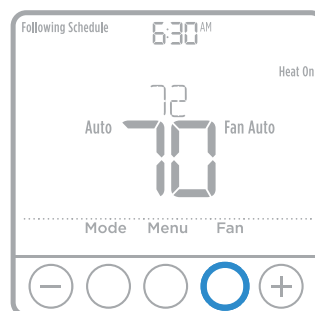 Following Schedule 6:30 AM
Heat On
72
Auto 70 Fan Auto
Mode Menu Fan
− +